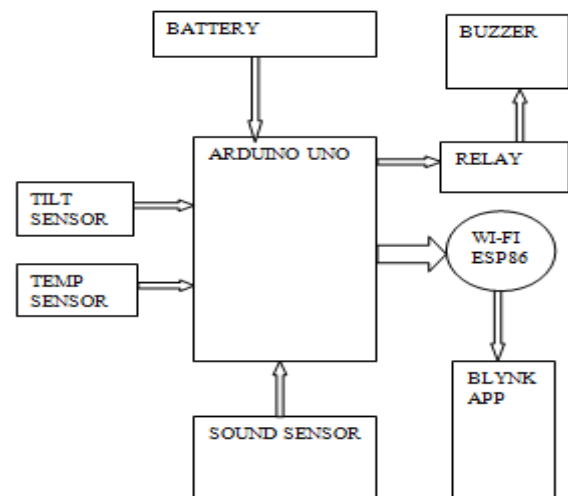 BATTERY
BUZZER
ARDUINO UNO
RELAY
TILT
SENSOR
WI-FI
ESP86
TEMP
SENSOR
BLYNK
APP
SOUND SENSOR